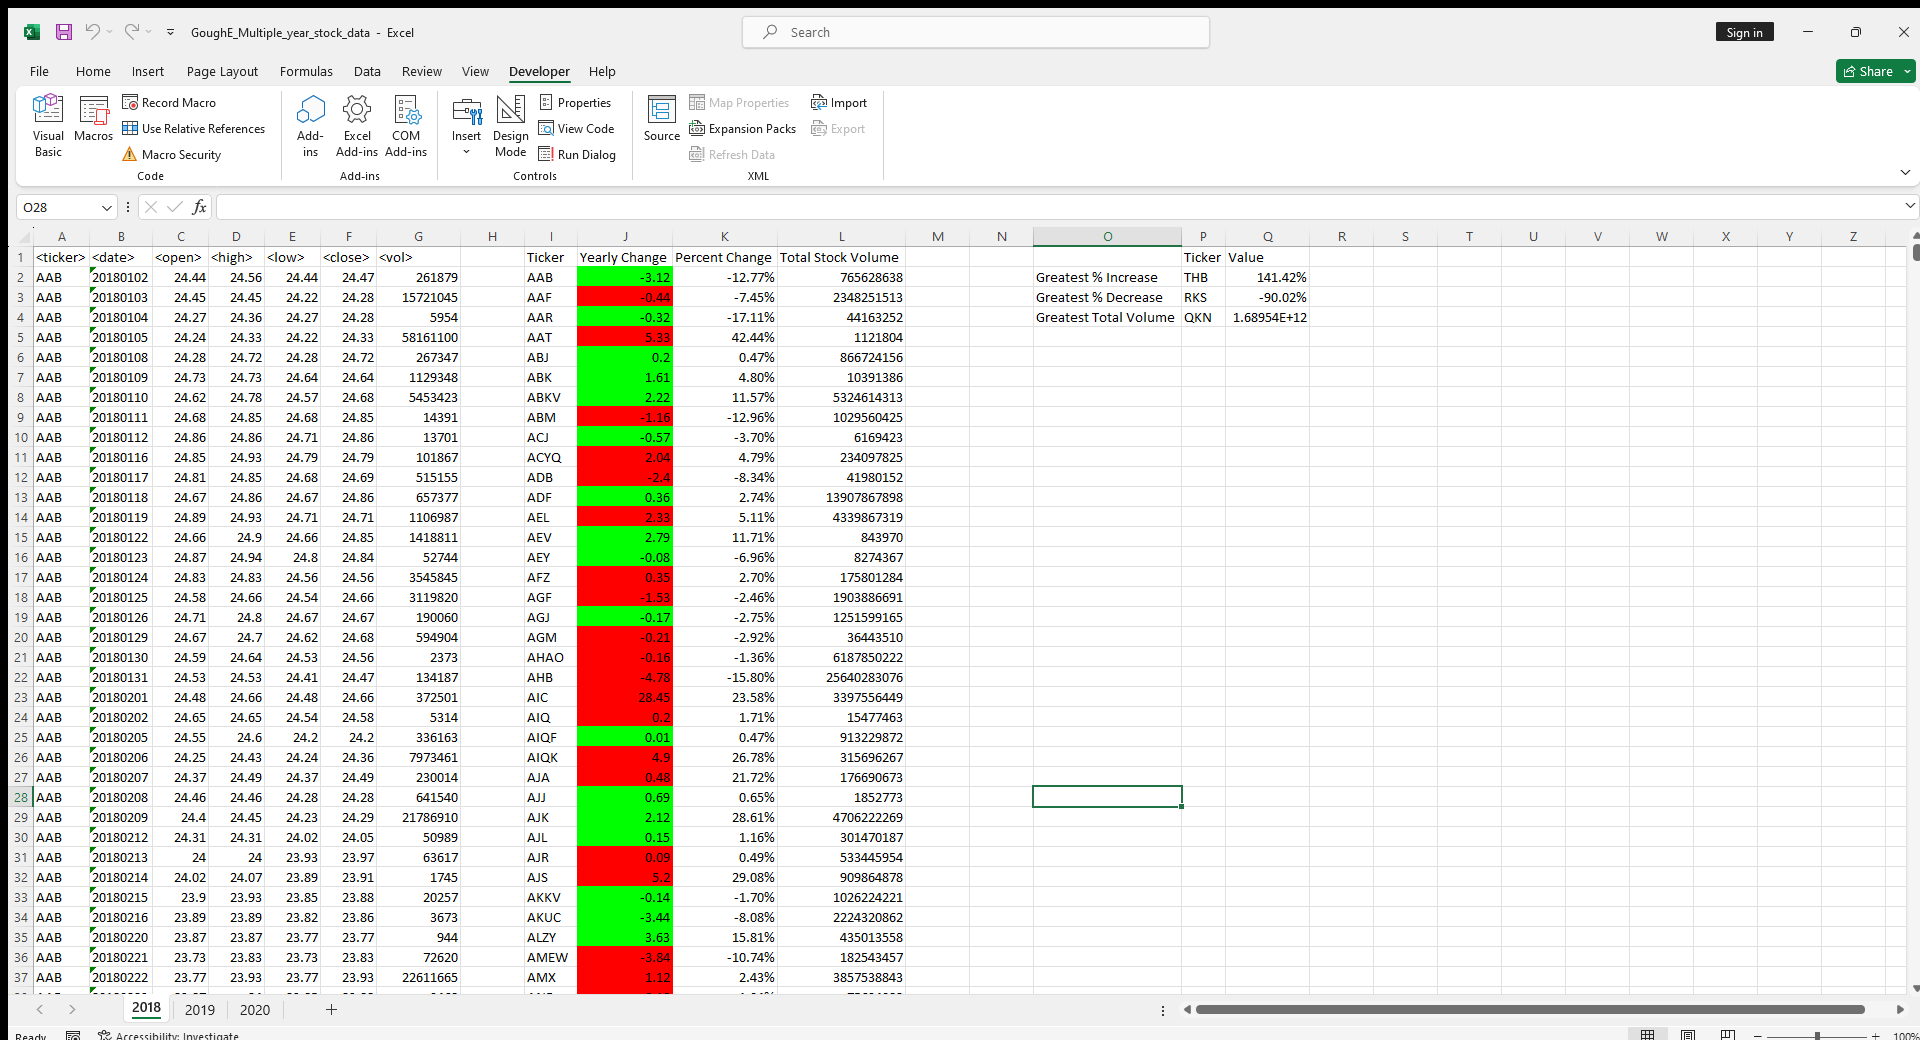 GoughE_Multiple_year_stock_data - Excel
Search
Sign in
File Home Insert Page Layout Formulas Data Review View Developer Help
Share
Visual Basic
Macros
Record Macro
Use Relative References
Macro Security
Code
Add-ins
Excel Add-ins
COM Add-ins
Add-ins
Insert
Design Mode
Properties
View Code
Run Dialog
Controls
Source
Map Properties
Expansion Packs
Refresh Data
Import
Export
XML
O28
fx
A B C D E F G H I J K L M N O P Q R S T U V W X Y Z
1 <ticker> <date> <open> <high> <low> <close> <vol> Ticker Yearly Change Percent Change Total Stock Volume Ticker Value
2 AAB 20180102 24.44 24.56 24.44 24.47 261879 AAB -3.12 -12.77% 765628638 Greatest % Increase THB 141.42%
3 AAB 20180103 24.45 24.45 24.22 24.28 15721045 AAF -0.44 -7.45% 2348251513 Greatest % Decrease RKS -90.02%
4 AAB 20180104 24.27 24.36 24.27 24.28 5954 AAR -0.32 -17.11% 44163252 Greatest Total Volume QKN 1.68954E+12
5 AAB 20180105 24.24 24.33 24.22 24.33 58161100 AAT 5.33 42.44% 1121804
6 AAB 20180108 24.28 24.72 24.28 24.72 267347 ABJ 0.2 0.47% 866724156
7 AAB 20180109 24.73 24.73 24.64 24.64 1129348 ABK 1.61 4.80% 10391386
8 AAB 20180110 24.62 24.78 24.57 24.68 5453423 ABKV 2.22 11.57% 5324614313
9 AAB 20180111 24.68 24.85 24.68 24.85 14391 ABM -1.16 -12.96% 1029560425
10 AAB 20180112 24.86 24.86 24.71 24.86 13701 ACJ -0.57 -3.70% 6169423
11 AAB 20180116 24.85 24.93 24.79 24.79 101867 ACYQ 2.04 4.79% 234097825
12 AAB 20180117 24.81 24.85 24.68 24.69 515155 ADB -2.4 -8.34% 41980152
13 AAB 20180118 24.67 24.86 24.67 24.86 657377 ADF 0.36 2.74% 13907867898
14 AAB 20180119 24.89 24.93 24.71 24.71 1106987 AEL 2.33 5.11% 4339867319
15 AAB 20180122 24.66 24.9 24.66 24.85 1418811 AEV 2.79 11.71% 843970
16 AAB 20180123 24.87 24.94 24.8 24.84 52744 AEY -0.08 -6.96% 8274367
17 AAB 20180124 24.83 24.83 24.56 24.56 3545845 AFZ 0.35 2.70% 175801284
18 AAB 20180125 24.58 24.66 24.54 24.66 3119820 AGF -1.53 -2.46% 1903886691
19 AAB 20180126 24.71 24.8 24.67 24.67 190060 AGJ -0.17 -2.75% 1251599165
20 AAB 20180129 24.67 24.7 24.62 24.68 594904 AGM -0.21 -2.92% 36443510
21 AAB 20180130 24.59 24.64 24.53 24.56 2373 AHAO -0.16 -1.36% 6187850222
22 AAB 20180131 24.53 24.53 24.41 24.47 134187 AHB -4.78 -15.80% 25640283076
23 AAB 20180201 24.48 24.66 24.48 24.66 372501 AIC 28.45 23.58% 3397556449
24 AAB 20180202 24.65 24.65 24.54 24.58 5314 AIQ 0.2 1.71% 15477463
25 AAB 20180205 24.55 24.6 24.2 24.2 336163 AIQF 0.01 0.47% 913229872
26 AAB 20180206 24.25 24.43 24.24 24.36 7973461 AIQK 4.9 26.78% 315696267
27 AAB 20180207 24.37 24.49 24.37 24.49 230014 AJA 0.48 21.72% 176690673
28 AAB 20180208 24.46 24.46 24.28 24.28 641540 AJJ 0.69 0.65% 1852773
29 AAB 20180209 24.4 24.45 24.23 24.29 21786910 AJK 2.12 28.61% 4706222269
30 AAB 20180212 24.31 24.31 24.02 24.05 50989 AJL 0.15 1.16% 301470187
31 AAB 20180213 24 24 23.93 23.97 63617 AJR 0.09 0.49% 533445954
32 AAB 20180214 24.02 24.07 23.89 23.91 1745 AJS 5.2 29.08% 909864878
33 AAB 20180215 23.9 23.93 23.85 23.88 20257 AKKV -0.14 -1.70% 1026224221
34 AAB 20180216 23.89 23.89 23.82 23.86 3673 AKUC -3.44 -8.08% 2224320862
35 AAB 20180220 23.87 23.87 23.77 23.77 944 ALZY 3.63 15.81% 435013558
36 AAB 20180221 23.73 23.83 23.73 23.83 72620 AMEW -3.84 -10.74% 182543457
37 AAB 20180222 23.77 23.93 23.77 23.93 22611665 AMX 1.12 2.43% 3857538843
2018 2019 2020
Ready Accessibility: Investigate 100%